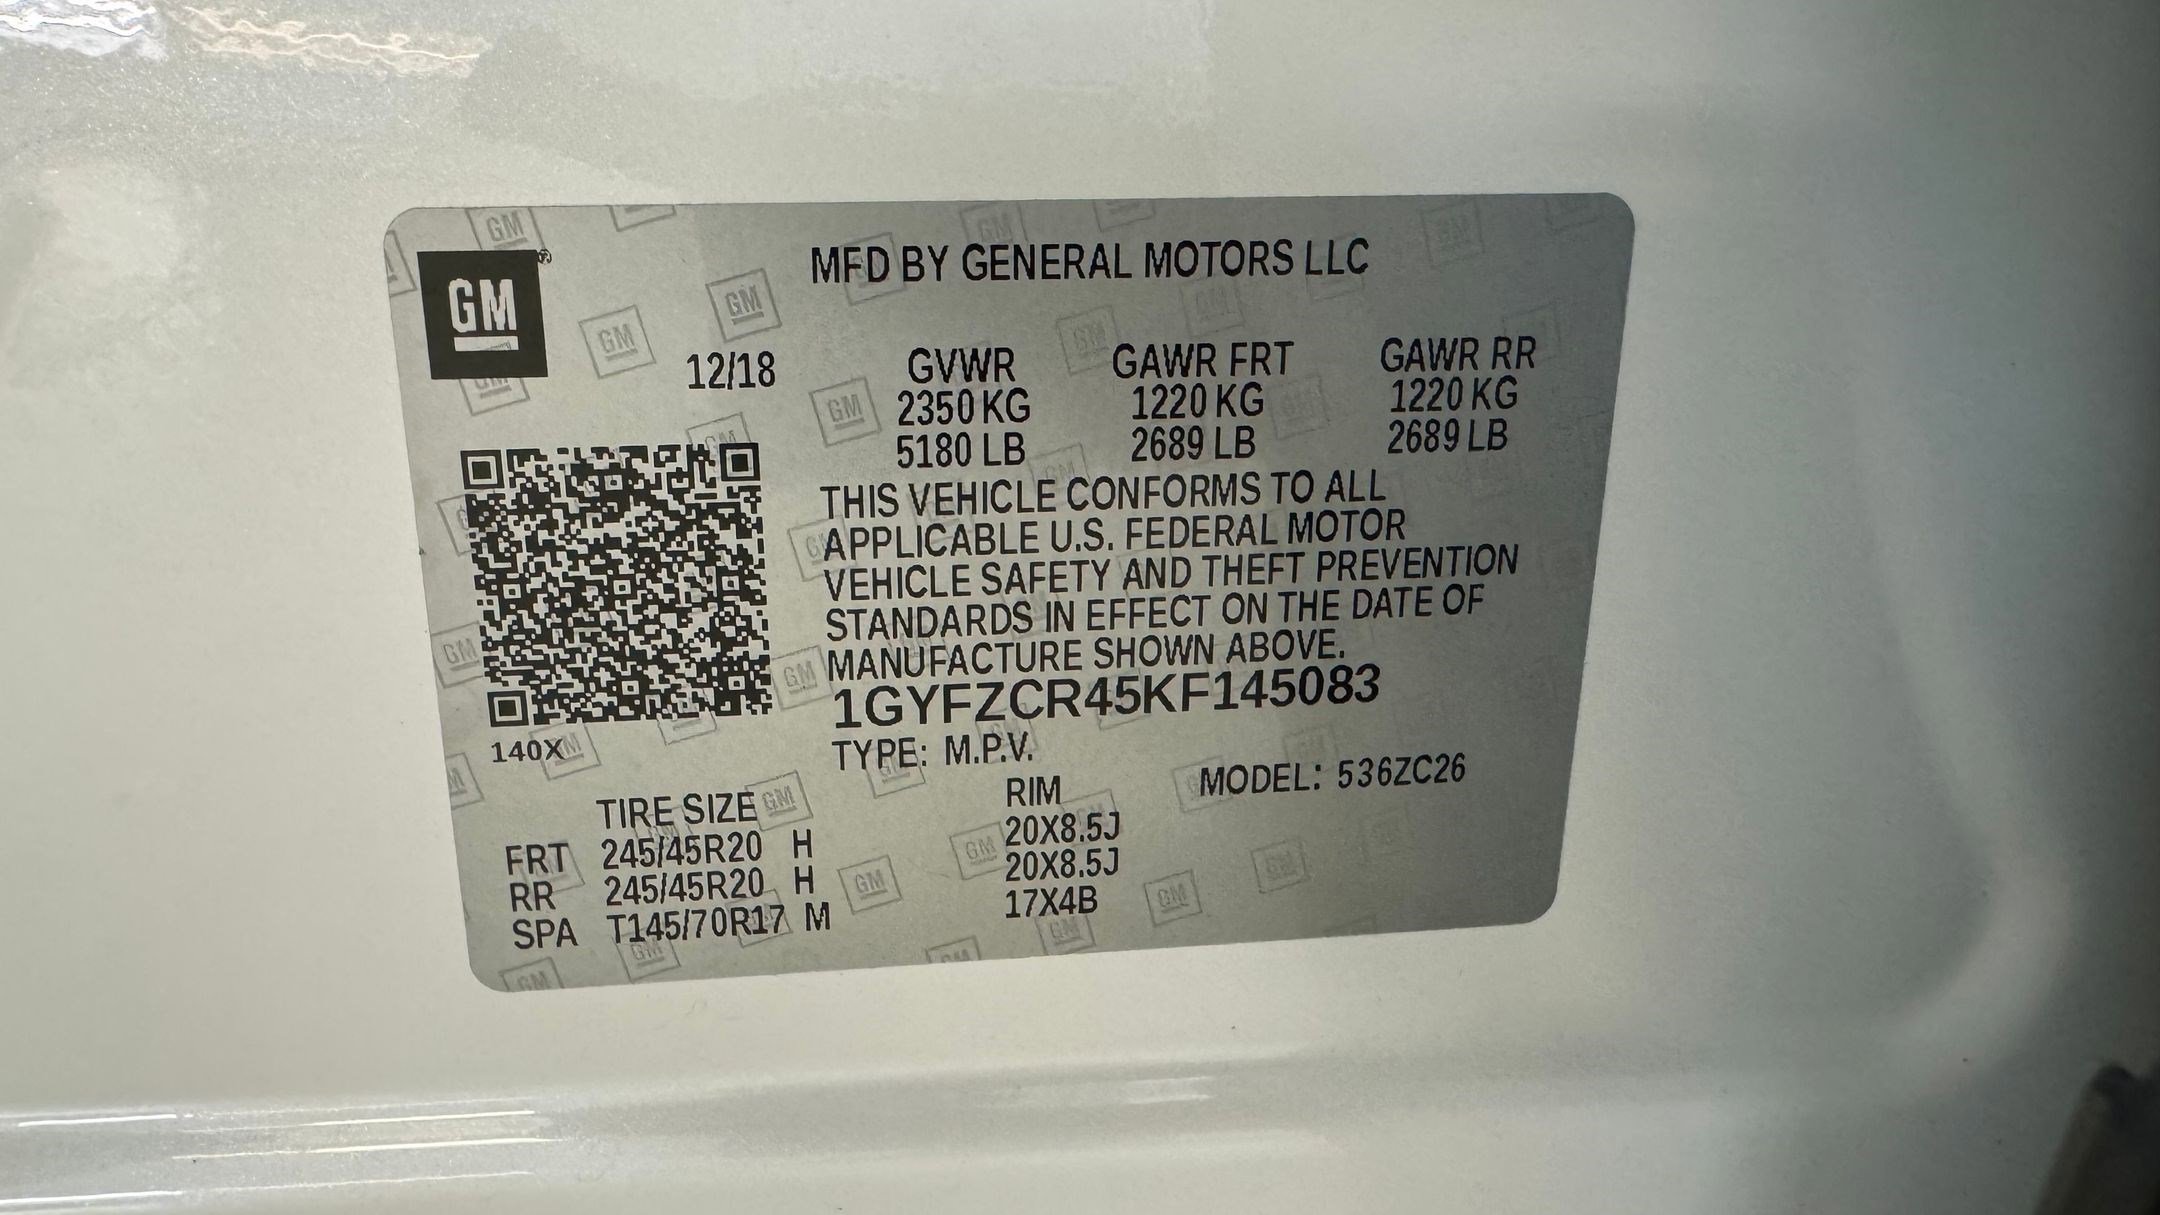 GM
MFD BY GENERAL MOTORS LLC
12/18
GVWR GAWR FRT GAWR RR
2350 KG 1220 KG 1220 KG
5180 LB 2689 LB 2689 LB
THIS VEHICLE CONFORMS TO ALL
APPLICABLE U.S. FEDERAL MOTOR
VEHICLE SAFETY AND THEFT PREVENTION
STANDARDS IN EFFECT ON THE DATE OF
MANUFACTURE SHOWN ABOVE.
1GYFZCR45KF145083
140X
TYPE: M.P.V.
MODEL: 536ZC26
TIRE SIZE RIM
FRT 245/45R20 H 20X8.5J
RR 245/45R20 H 20X8.5J
SPA T145/70R17 M 17X4B